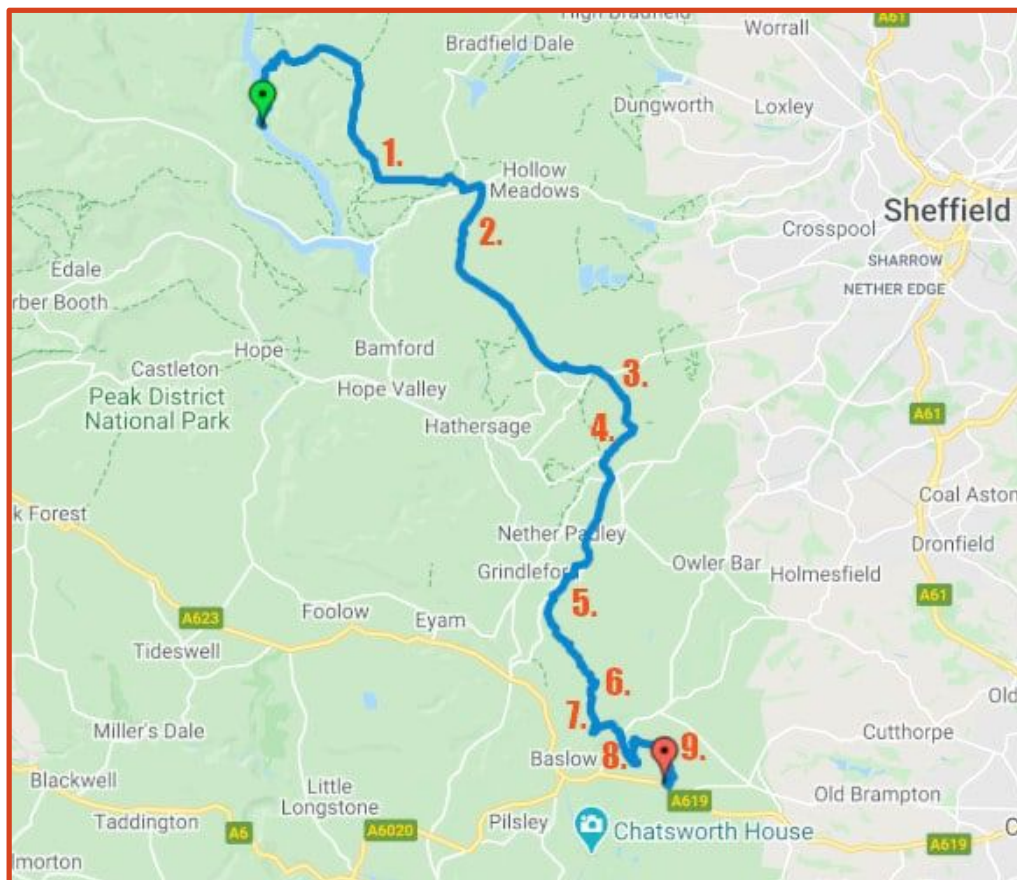 A61
High Bradfield
Worrall
Bradfield Dale
Dungworth
Loxley
1.
Hollow
Meadows
Sheffield
Crosspool
2.
SHARROW
Edale
NETHER EDGE
rber Booth
Hope
Bamford
Castleton
3.
Peak District
National Park
Hope Valley
A61
Hathersage
4.
Coal Aston
k Forest
Nether Padley
Dronfield
Owler Bar
Grindleford
Holmesfield
A61
A623
Foolow
Eyam
5.
Tideswell
6.
Old
Miller's Dale
7.
Cutthorpe
8.
9.
Baslow
Blackwell
Little
Longstone
A619
Old Brampton
Taddington
A6
A6020
Pilsley
Chatsworth House
A619
C
lmorton